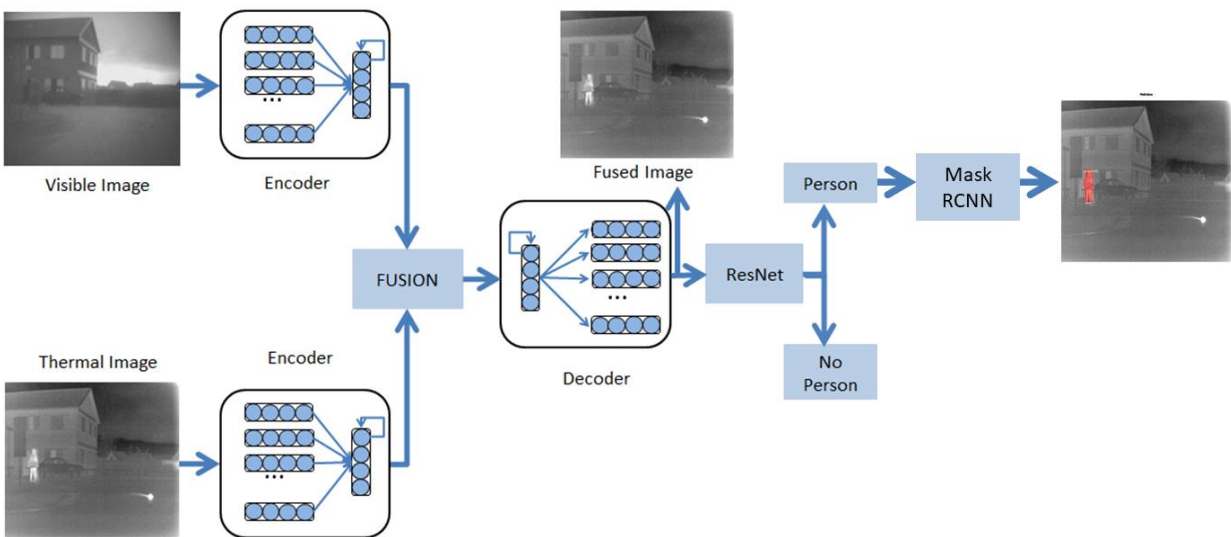 Visible Image
Encoder
Fused Image
Person
Mask
RCNN
FUSION
ResNet
Thermal Image
Encoder
Decoder
No
Person